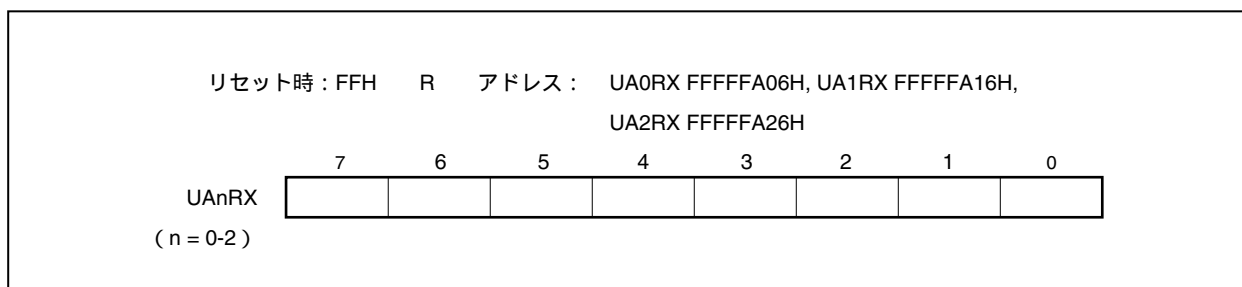 リセット時：FFH R アドレス： UA0RX FFFFFA06H, UA1RX FFFFFA16H,
UA2RX FFFFFA26H
7 6 5 4 3 2 1 0
UAnRX
（n = 0-2）